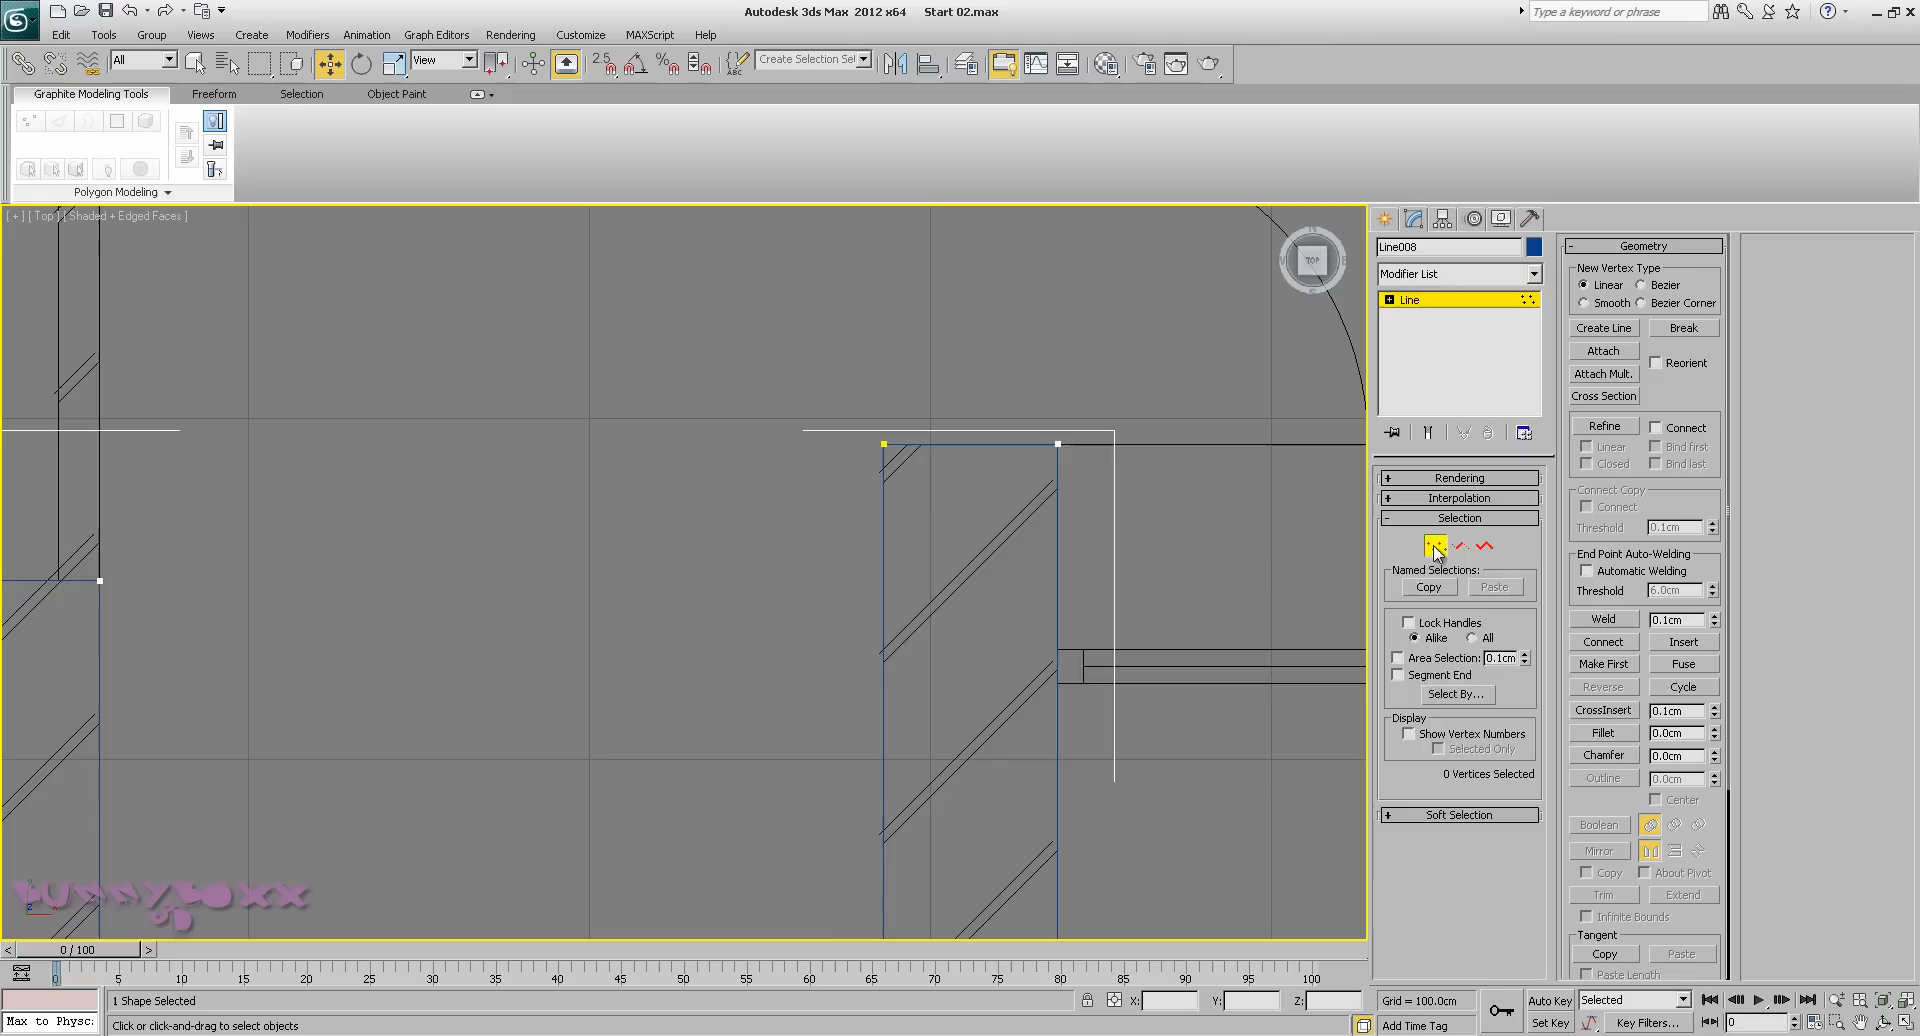 Autodesk 3ds Max  2012 x64     Start 02.max
Type a keyword or phrase
Edit Tools Group Views Create Modifiers Animation Graph Editors Rendering Customize MAXScript Help
All View 2.5 % ABC Create Selection Sel
Graphite Modeling Tools Freeform Selection Object Paint
Polygon Modeling
[ + ] [ Top ] [ Shaded + Edged Faces ]
TOP
Line008
Modifier List
Line
Rendering
Interpolation
Selection
Named Selections:
Copy Paste
Lock Handles
Alike All
Area Selection: 0.1cm
Segment End
Select By...
Display
Show Vertex Numbers
Selected Only
0 Vertices Selected
Soft Selection
Geometry
New Vertex Type
Linear Bezier
Smooth Bezier Corner
Create Line Break
Attach
Reorient
Attach Mult.
Cross Section
Refine Connect
Linear Bind first
Closed Bind last
Connect Copy
Connect
Threshold 0.1cm
End Point Auto-Welding
Automatic Welding
Threshold 6.0cm
Weld 0.1cm
Connect Insert
Make First Fuse
Reverse Cycle
CrossInsert 0.1cm
Fillet 0.0cm
Chamfer 0.0cm
Outline 0.0cm
Center
Boolean
Mirror
Copy About Pivot
Trim Extend
Infinite Bounds
Tangent
Copy Paste
Paste Length
BUNNYBOXX
3D
< 0 / 100 >
0 5 10 15 20 25 30 35 40 45 50 55 60 65 70 75 80 85 90 95 100
1 Shape Selected X: Y: Z: Grid = 100.0cm Auto Key Selected
Max to Physc: Click or click-and-drag to select objects Add Time Tag Set Key Key Filters... 0